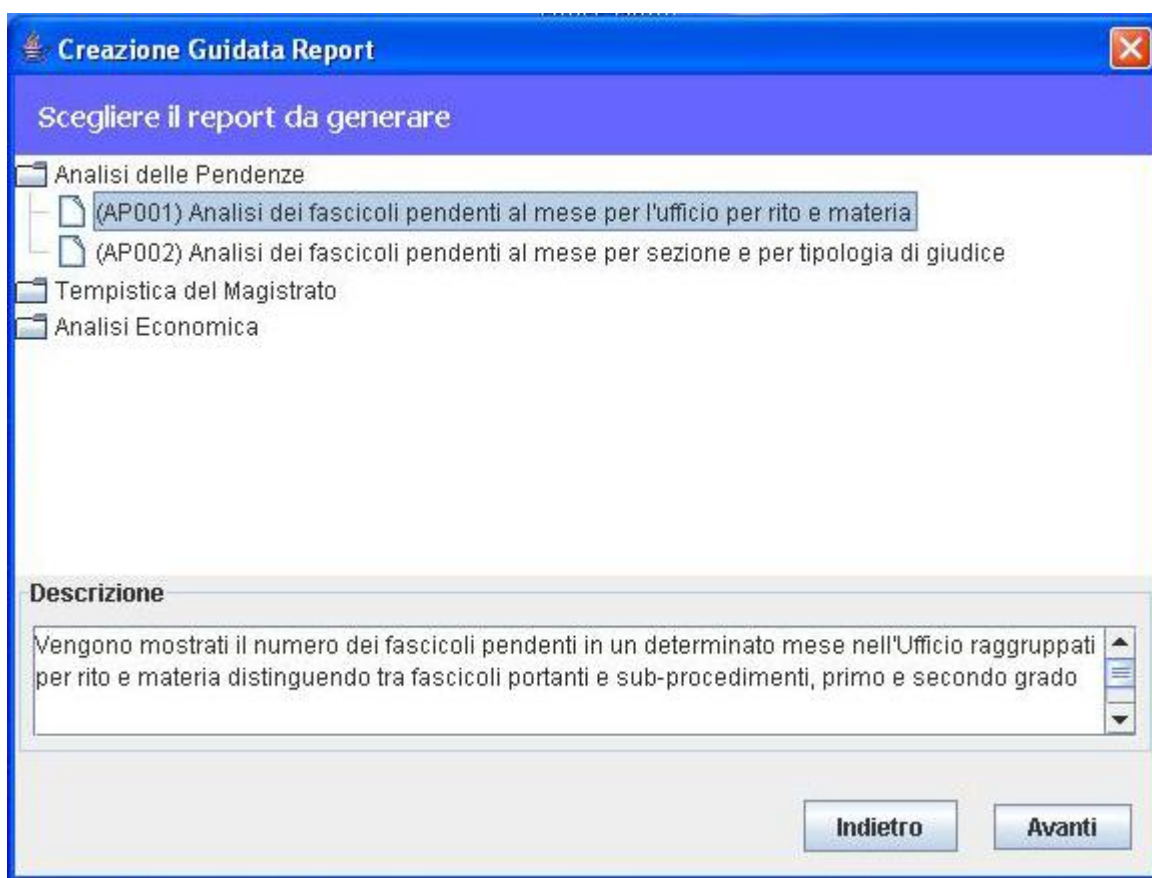 Creazione Guidata Report
Scegliere il report da generare
Analisi delle Pendenze
(AP001) Analisi dei fascicoli pendenti al mese per l'ufficio per rito e materia
(AP002) Analisi dei fascicoli pendenti al mese per sezione e per tipologia di giudice
Tempistica del Magistrato
Analisi Economica
Descrizione
Vengono mostrati il numero dei fascicoli pendenti in un determinato mese nell'Ufficio raggruppati
per rito e materia distinguendo tra fascicoli portanti e sub-procedimenti, primo e secondo grado
Indietro
Avanti